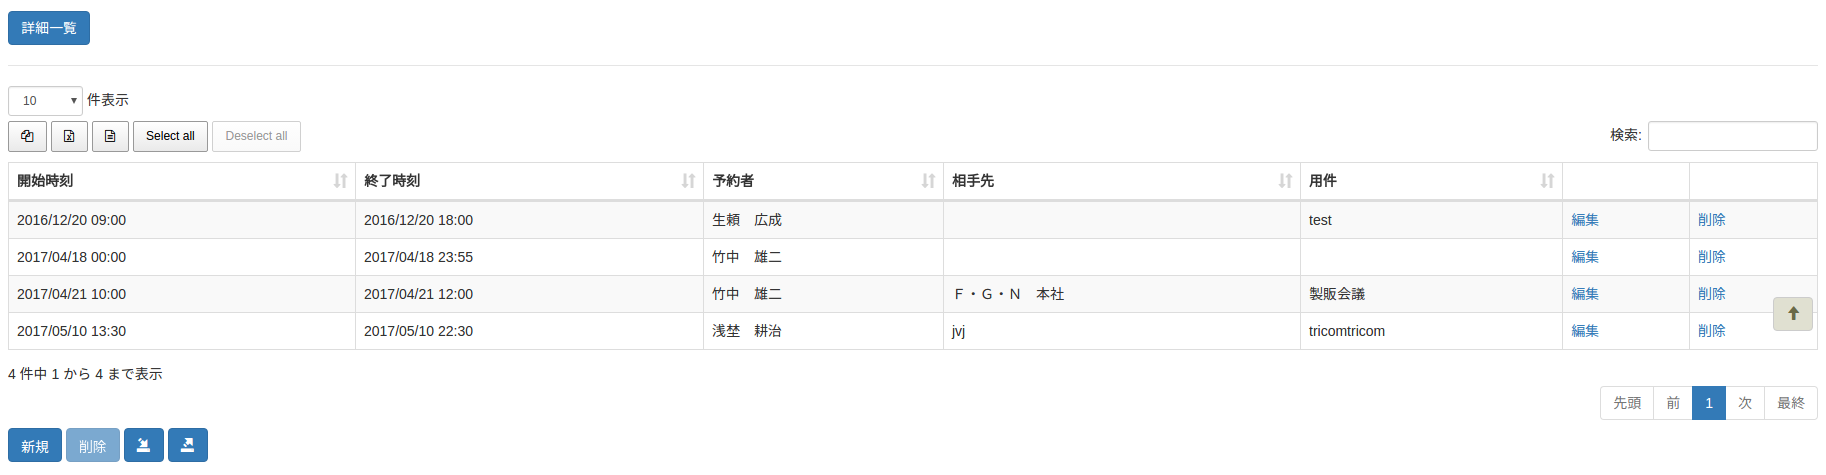 詳細一覧
10 件表示
Select all Deselect all 検索:
開始時刻 終了時刻 予約者 相手先 用件
2016/12/20 09:00 2016/12/20 18:00 生頼　広成 test 編集 削除
2017/04/18 00:00 2017/04/18 23:55 竹中　雄二 編集 削除
2017/04/21 10:00 2017/04/21 12:00 竹中　雄二 Ｆ・Ｇ・Ｎ　本社 製販会議 編集 削除
2017/05/10 13:30 2017/05/10 22:30 浅埜　耕治 jvj tricomtricom 編集 削除
4 件中 1 から 4 まで表示
先頭 前 1 次 最終
新規 削除